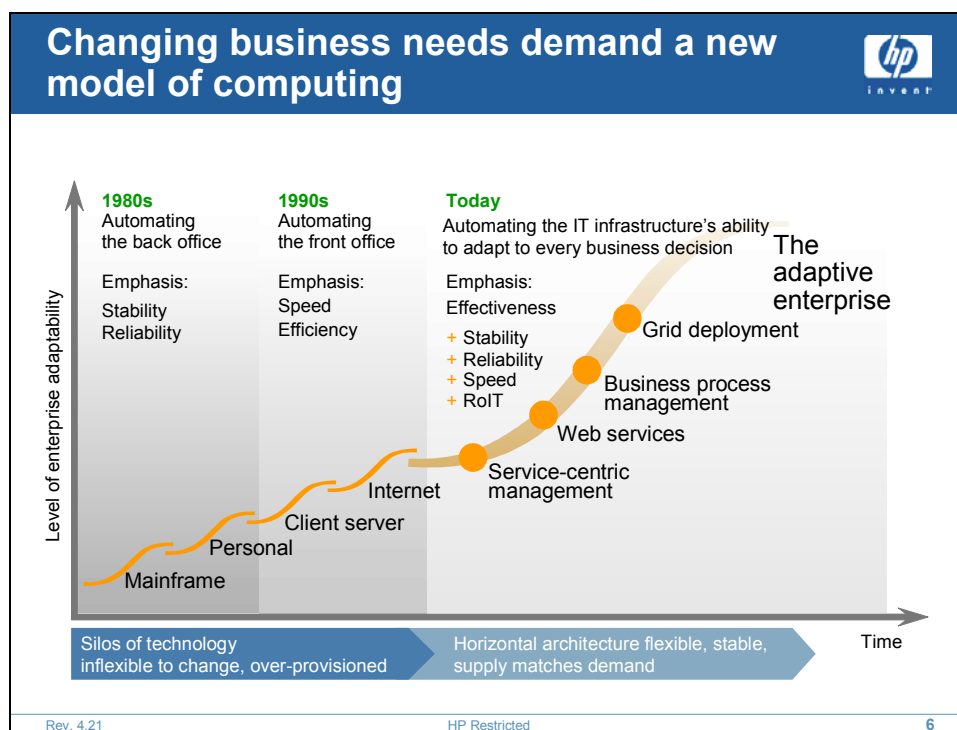 Changing business needs demand a new
model of computing
hp
invent
1980s
Automating
the back office
Emphasis:
Stability
Reliability
1990s
Automating
the front office
Emphasis:
Speed
Efficiency
Today
Automating the IT infrastructure's ability
to adapt to every business decision
Emphasis:
Effectiveness
+ Stability
+ Reliability
+ Speed
+ RoIT
The
adaptive
enterprise
Grid deployment
Business process
management
Web services
Service-centric
management
Internet
Client server
Personal
Mainframe
Level of enterprise adaptability
Time
Silos of technology
inflexible to change, over-provisioned
Horizontal architecture flexible, stable,
supply matches demand
Rev. 4.21
HP Restricted
6